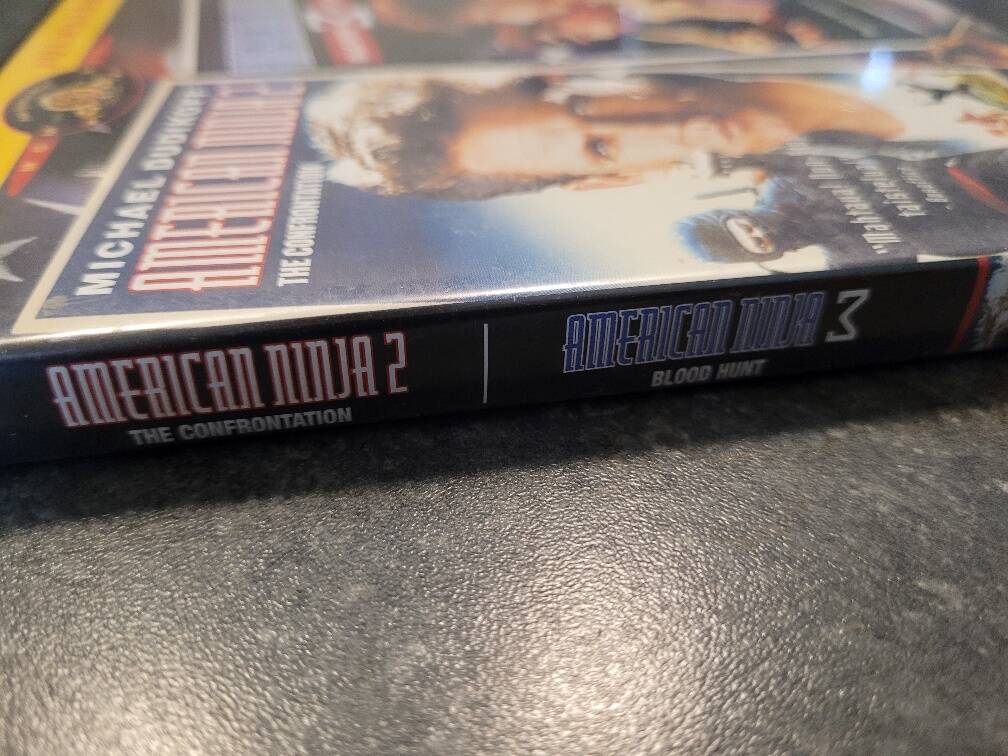 MICHAEL DUDIKOFF
AMERICAN NINJA 2
THE CONFRONTATION
AMERICAN NINJA 2
THE CONFRONTATION
AMERICAN NINJA 3
BLOOD HUNT